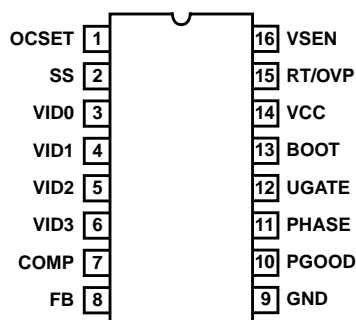 OCSET 1 16 VSEN
SS 2 15 RT/OVP
VID0 3 14 VCC
VID1 4 13 BOOT
VID2 5 12 UGATE
VID3 6 11 PHASE
COMP 7 10 PGOOD
FB 8 9 GND